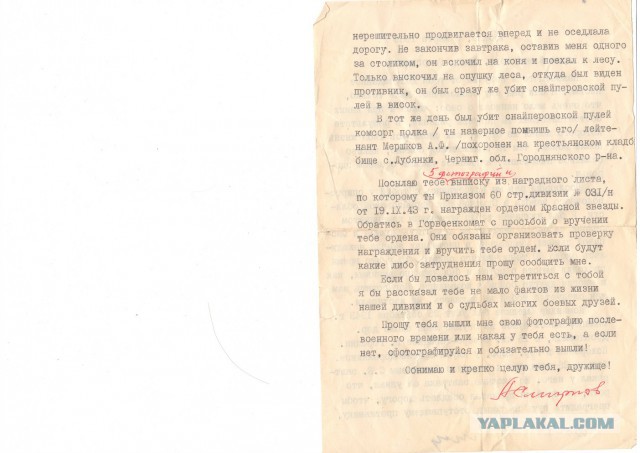 нерешительно продвигается вперед и не оседлала
дорогу. Не закончив завтрака, оставив меня одного
за столиком, он вскочил на коня и поехал к лесу.
Только выскочил на опушку леса, откуда был виден
противник, он был сразу же убит снайперовской пу-
лей в висок.
В тот же день был убит снайперовской пулей
комсорг полка / ты наверное помнишь его/ лейте-
нант Мершков А.Ф. /похоронен на крестьянском кладб
бище с.Дубянки, Черниг. обл. Городнянского р-на.
5 фотографий и
Посылаю тебе выписку из наградного листа,
по которому ты Приказом 60 стр.дивизии № 031/н
от 19.IX.43 г. награжден орденом Красной звезды.
Обратись в Горвоенкомат с просьбой о вручении
тебе ордена. Они обязаны организовать проверку
награждения и вручить тебе орден. Если будут
какие либо затруднения прошу сообщить мне.
Если бы довелось нам встретиться с тобой
я бы рассказал тебе не мало фактов из жизни
нашей дивизии и о судьбах многих боевых друзей.
Прошу тебя вышли мне свою фотографию после-
военного времени или какая у тебя есть, а если
нет, сфотографируйся и обязательно вышли!
Обнимаю и крепко целую тебя, дружище!
АСмирнов
YAPLAKAL.COM